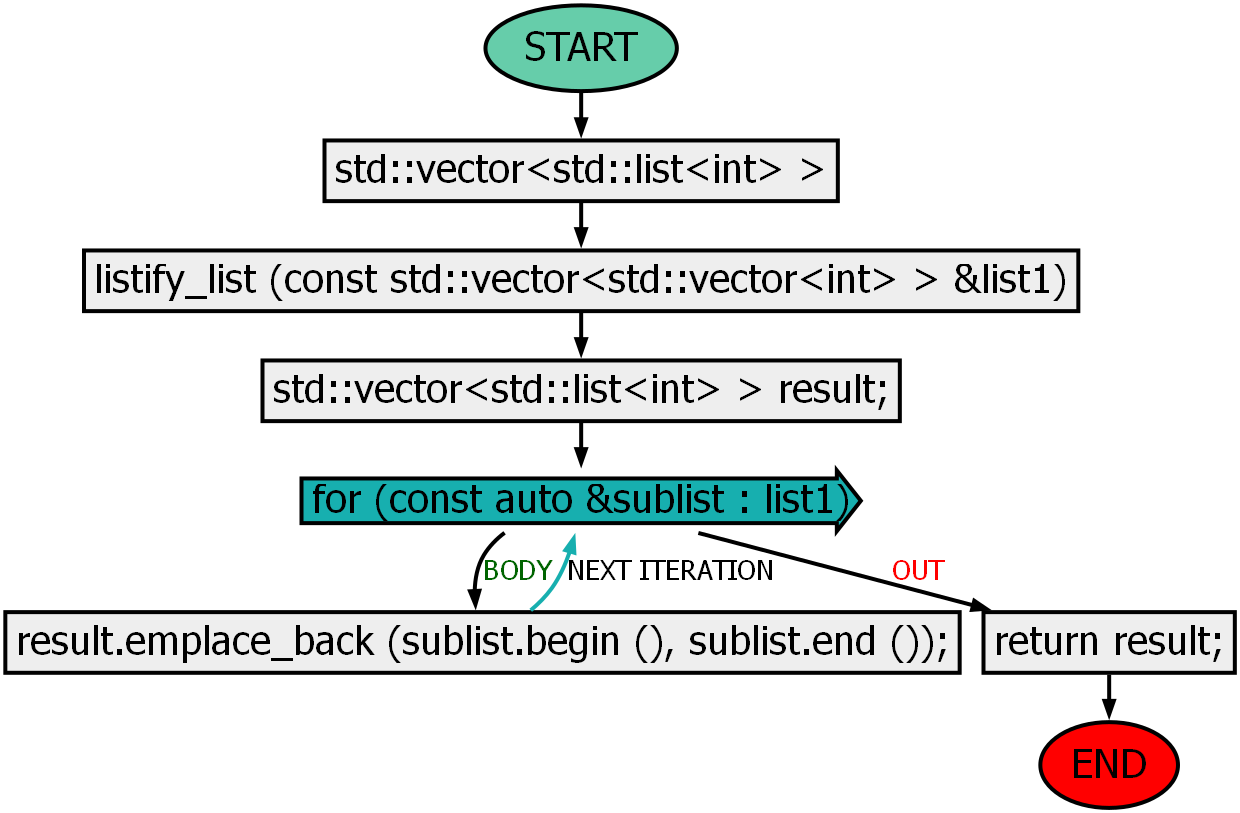 START
std::vector<std::list<int> >
listify_list (const std::vector<std::vector<int> > &list1)
std::vector<std::list<int> > result;
for (const auto &sublist : list1)
BODY
NEXT ITERATION
OUT
result.emplace_back (sublist.begin (), sublist.end ());
return result;
END